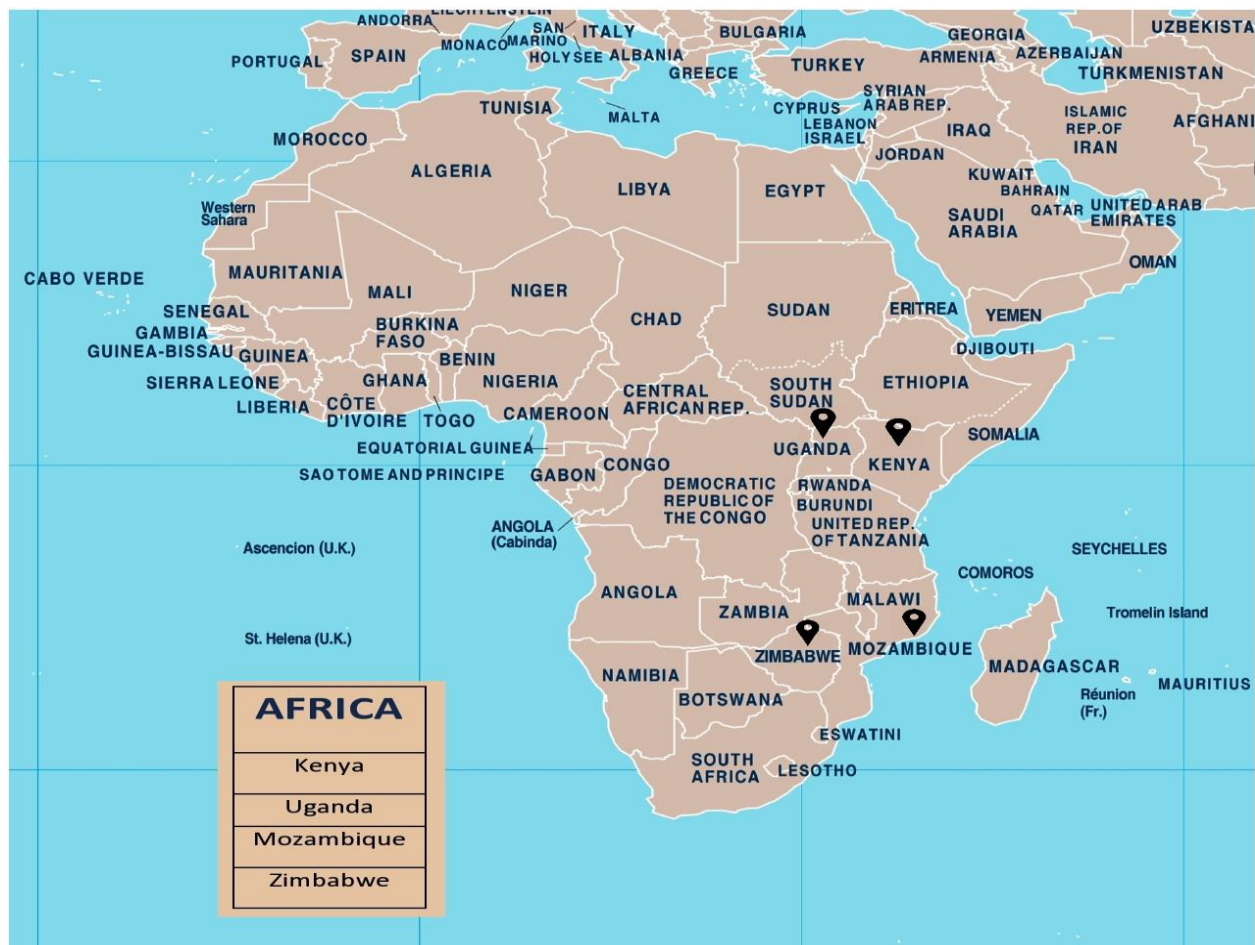 LIECHTENSTEIN
ANDORRA
SAN
MARINO
ITALY
BULGARIA
GEORGIA
UZBEKISTA
PORTUGAL
SPAIN
MONACO
HOLY SEE
ALBANIA
GREECE
TURKEY
ARMENIA
AZERBAIJAN
TURKMENISTAN
TUNISIA
MALTA
CYPRUS
SYRIAN
ARAB REP.
LEBANON
ISRAEL
IRAQ
ISLAMIC
REP. OF
IRAN
AFGHANI
MOROCCO
JORDAN
ALGERIA
LIBYA
EGYPT
KUWAIT
BAHRAIN
QATAR
UNITED ARAB
EMIRATES
Western
Sahara
SAUDI
ARABIA
OMAN
CABO VERDE
MAURITANIA
MALI
NIGER
CHAD
SUDAN
ERITREA
YEMEN
SENEGAL
GAMBIA
GUINEA-BISSAU
GUINEA
BURKINA
FASO
BENIN
DJIBOUTI
SIERRA LEONE
GHANA
NIGERIA
CENTRAL
AFRICAN REP.
SOUTH
SUDAN
ETHIOPIA
LIBERIA
CÔTE
D'IVOIRE
TOGO
CAMEROON
SOMALIA
EQUATORIAL GUINEA
UGANDA
KENYA
SAO TOME AND PRINCIPE
GABON
CONGO
DEMOCRATIC
REPUBLIC OF
THE CONGO
RWANDA
BURUNDI
UNITED REP.
OF TANZANIA
ANGOLA
(Cabinda)
Ascencion (U.K.)
SEYCHELLES
COMOROS
ANGOLA
ZAMBIA
MALAWI
Tromelin Island
St. Helena (U.K.)
ZIMBABWE
MOZAMBIQUE
NAMIBIA
MADAGASCAR
MAURITIUS
Réunion
(Fr.)
BOTSWANA
ESWATINI
SOUTH
AFRICA
LESOTHO
AFRICA
Kenya
Uganda
Mozambique
Zimbabwe